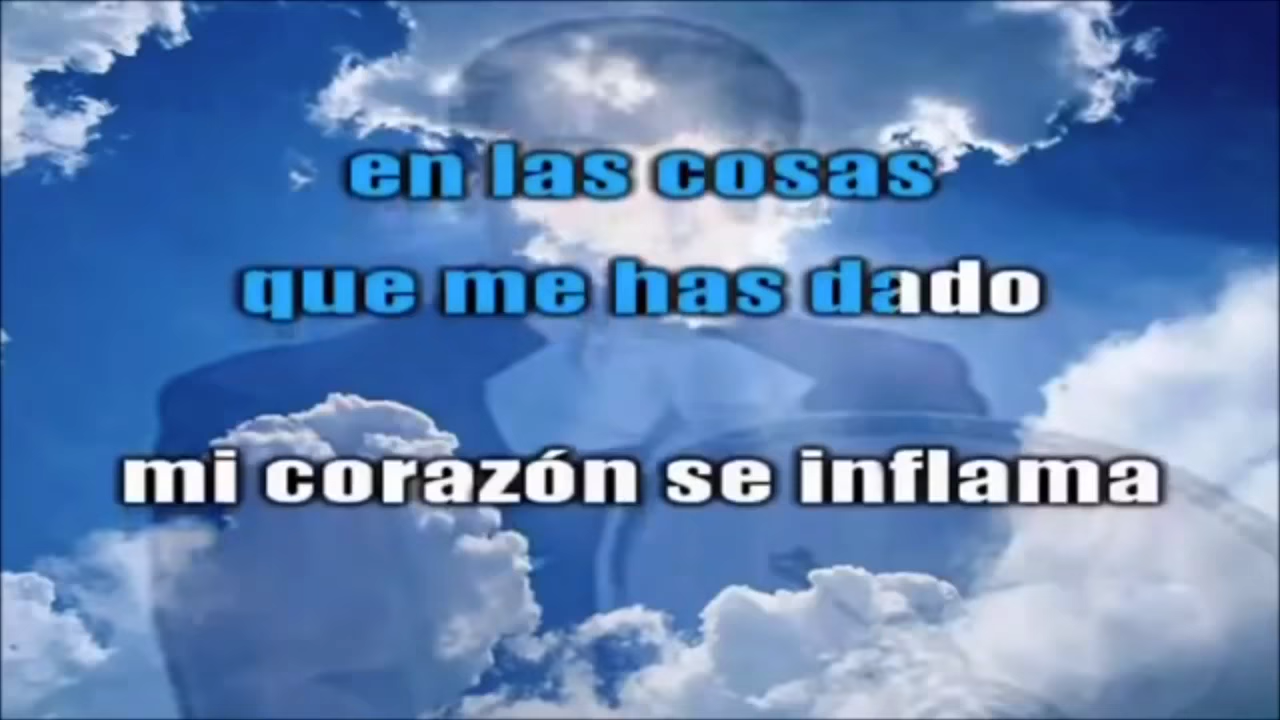 en las cosas
que me has dado
mi corazón se inflama